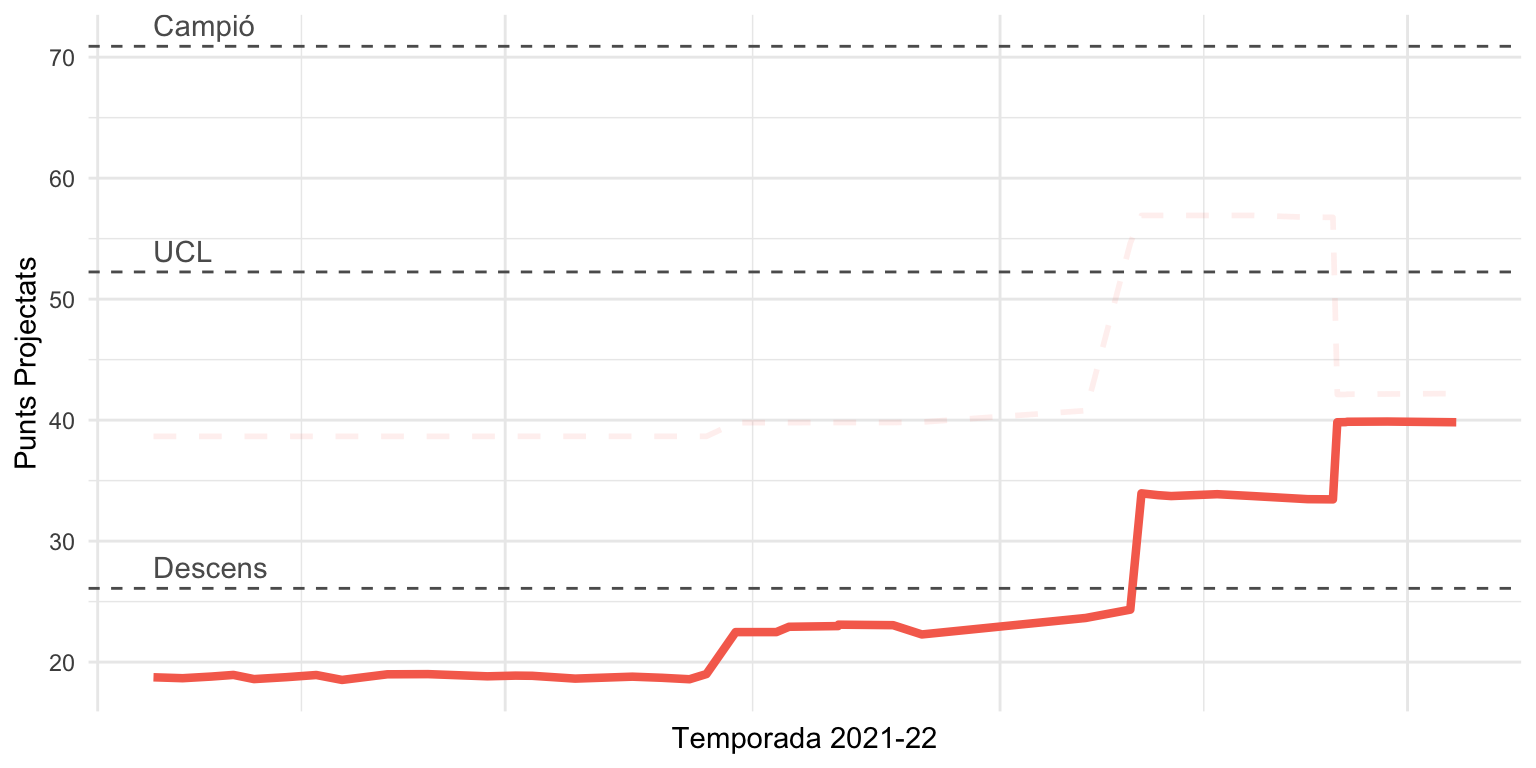 Campió
70
60
UCL
50
Punts Projectats
40
30
Descens
20
Temporada 2021-22